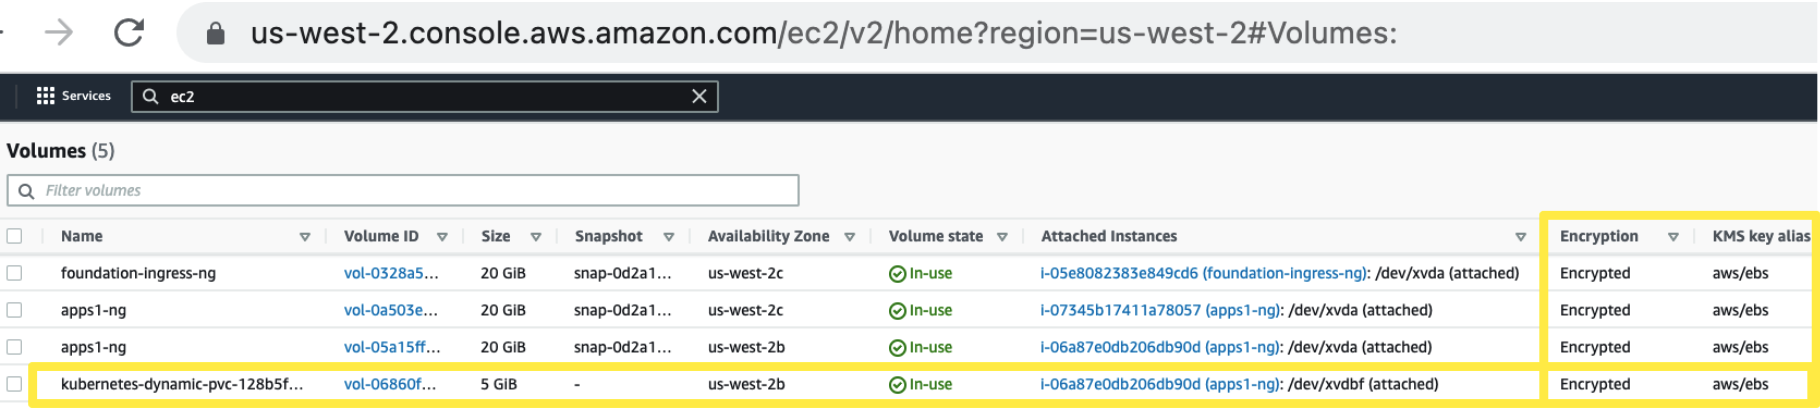 us-west-2.console.aws.amazon.com/ec2/v2/home?region=us-west-2#Volumes:
Services ec2
Volumes (5)
Filter volumes
Name Volume ID Size Snapshot Availability Zone Volume state Attached Instances Encryption KMS key alias
foundation-ingress-ng vol-0328a5... 20 GiB snap-0d2a1... us-west-2c In-use i-05e8082383e849cd6 (foundation-ingress-ng): /dev/xvda (attached) Encrypted aws/ebs
apps1-ng vol-0a503e... 20 GiB snap-0d2a1... us-west-2c In-use i-07345b17411a78057 (apps1-ng): /dev/xvda (attached) Encrypted aws/ebs
apps1-ng vol-05a15ff... 20 GiB snap-0d2a1... us-west-2b In-use i-06a87e0db206db90d (apps1-ng): /dev/xvda (attached) Encrypted aws/ebs
kubernetes-dynamic-pvc-128b5f... vol-06860f... 5 GiB - us-west-2b In-use i-06a87e0db206db90d (apps1-ng): /dev/xvdbf (attached) Encrypted aws/ebs